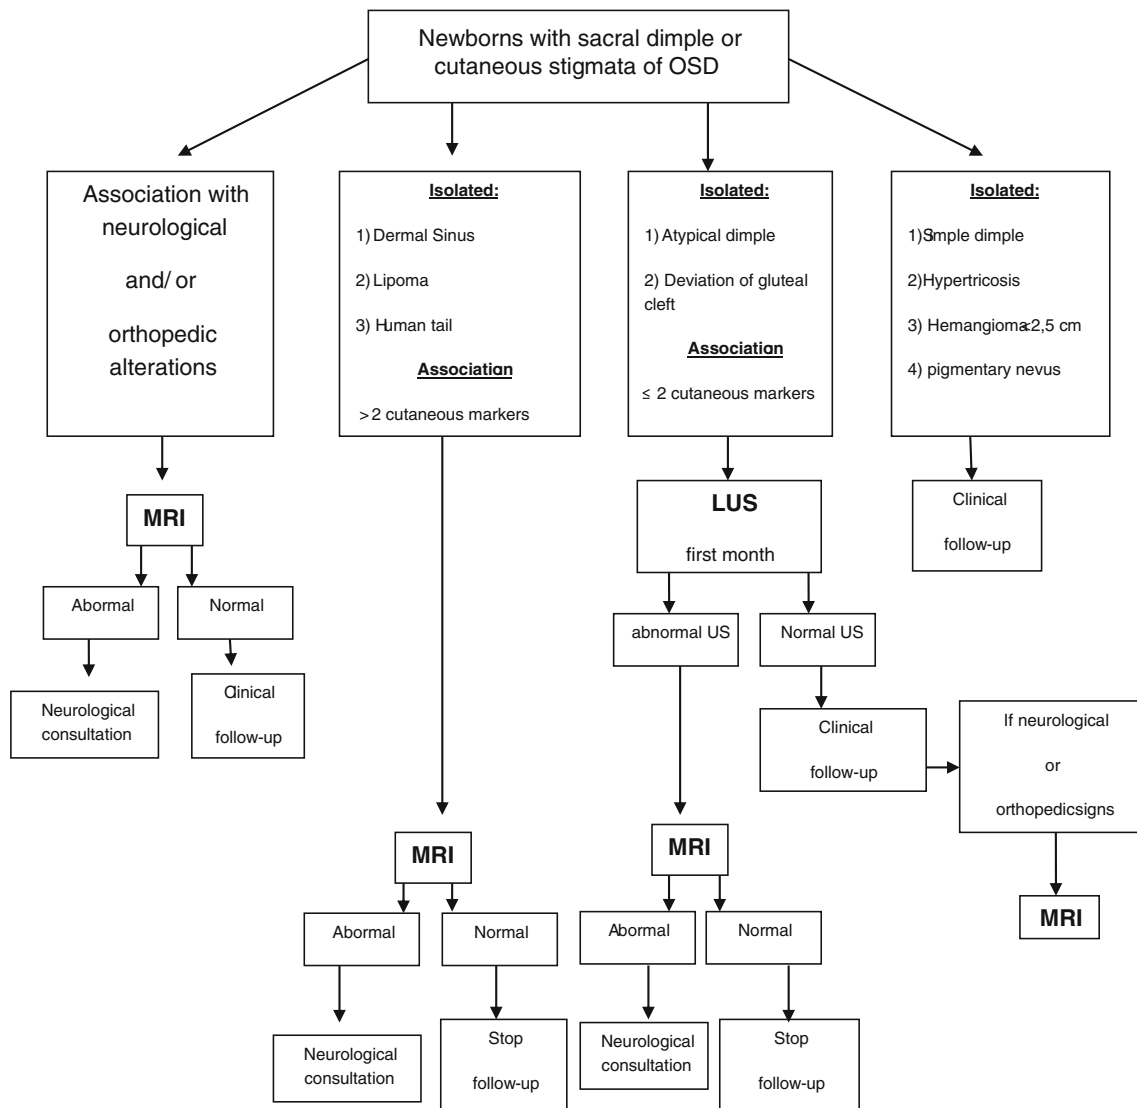 Newborns with sacral dimple or
cutaneous stigmata of OSD
Association with
neurological
and/ or
orthopedic
alterations
Isolated:
1) Dermal Sinus
2) Lipoma
3) Human tail
Association
>2 cutaneous markers
Isolated:
1) Atypical dimple
2) Deviation of gluteal
cleft
Association
≤ 2 cutaneous markers
Isolated:
1) Simple dimple
2) Hypertricosis
3) Hemangioma <2,5 cm
4) pigmentary nevus
MRI
Abormal
Normal
Neurological
consultation
Clinical
follow-up
LUS
first month
Clinical
follow-up
abnormal US
Normal US
Clinical
follow-up
If neurological
or
orthopedicsigns
MRI
MRI
Abormal
Normal
Neurological
consultation
Stop
follow-up
MRI
Abormal
Normal
Neurological
consultation
Stop
follow-up